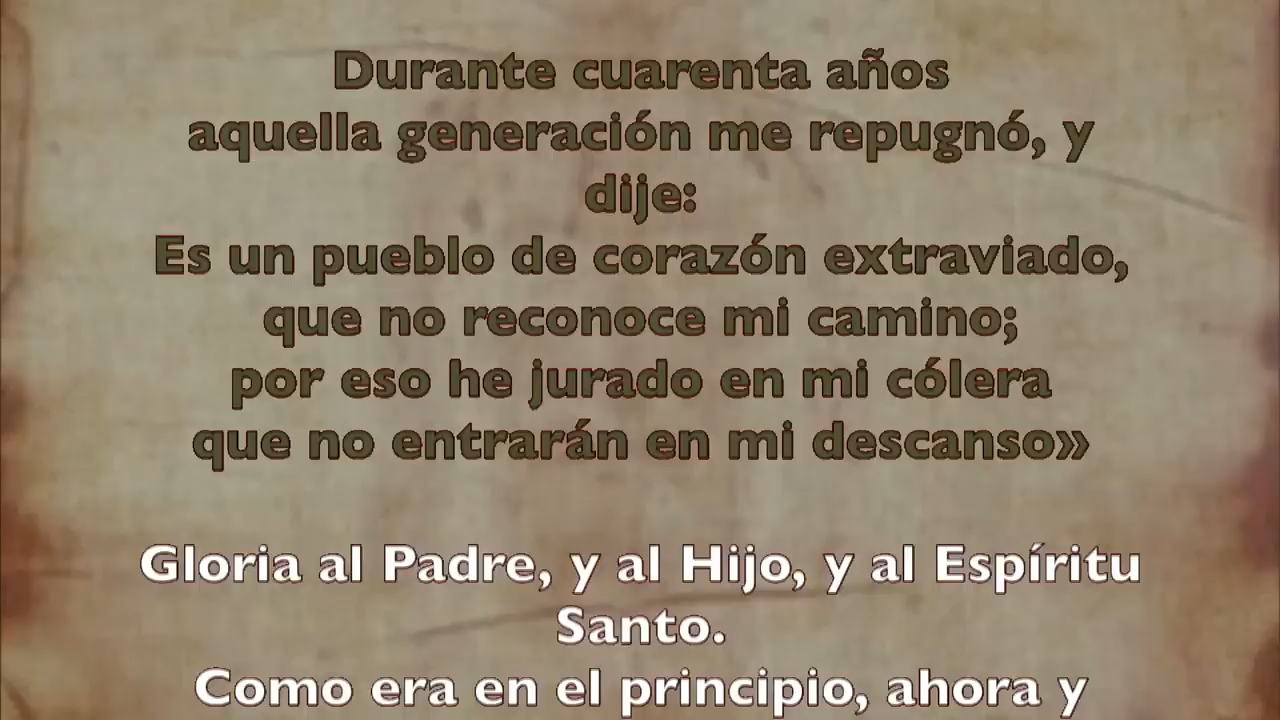 Durante cuarenta años
aquella generación me repugnó, y
dije:
Es un pueblo de corazón extraviado,
que no reconoce mi camino;
por eso he jurado en mi cólera
que no entrarán en mi descanso»
Gloria al Padre, y al Hijo, y al Espíritu
Santo.
Como era en el principio, ahora y